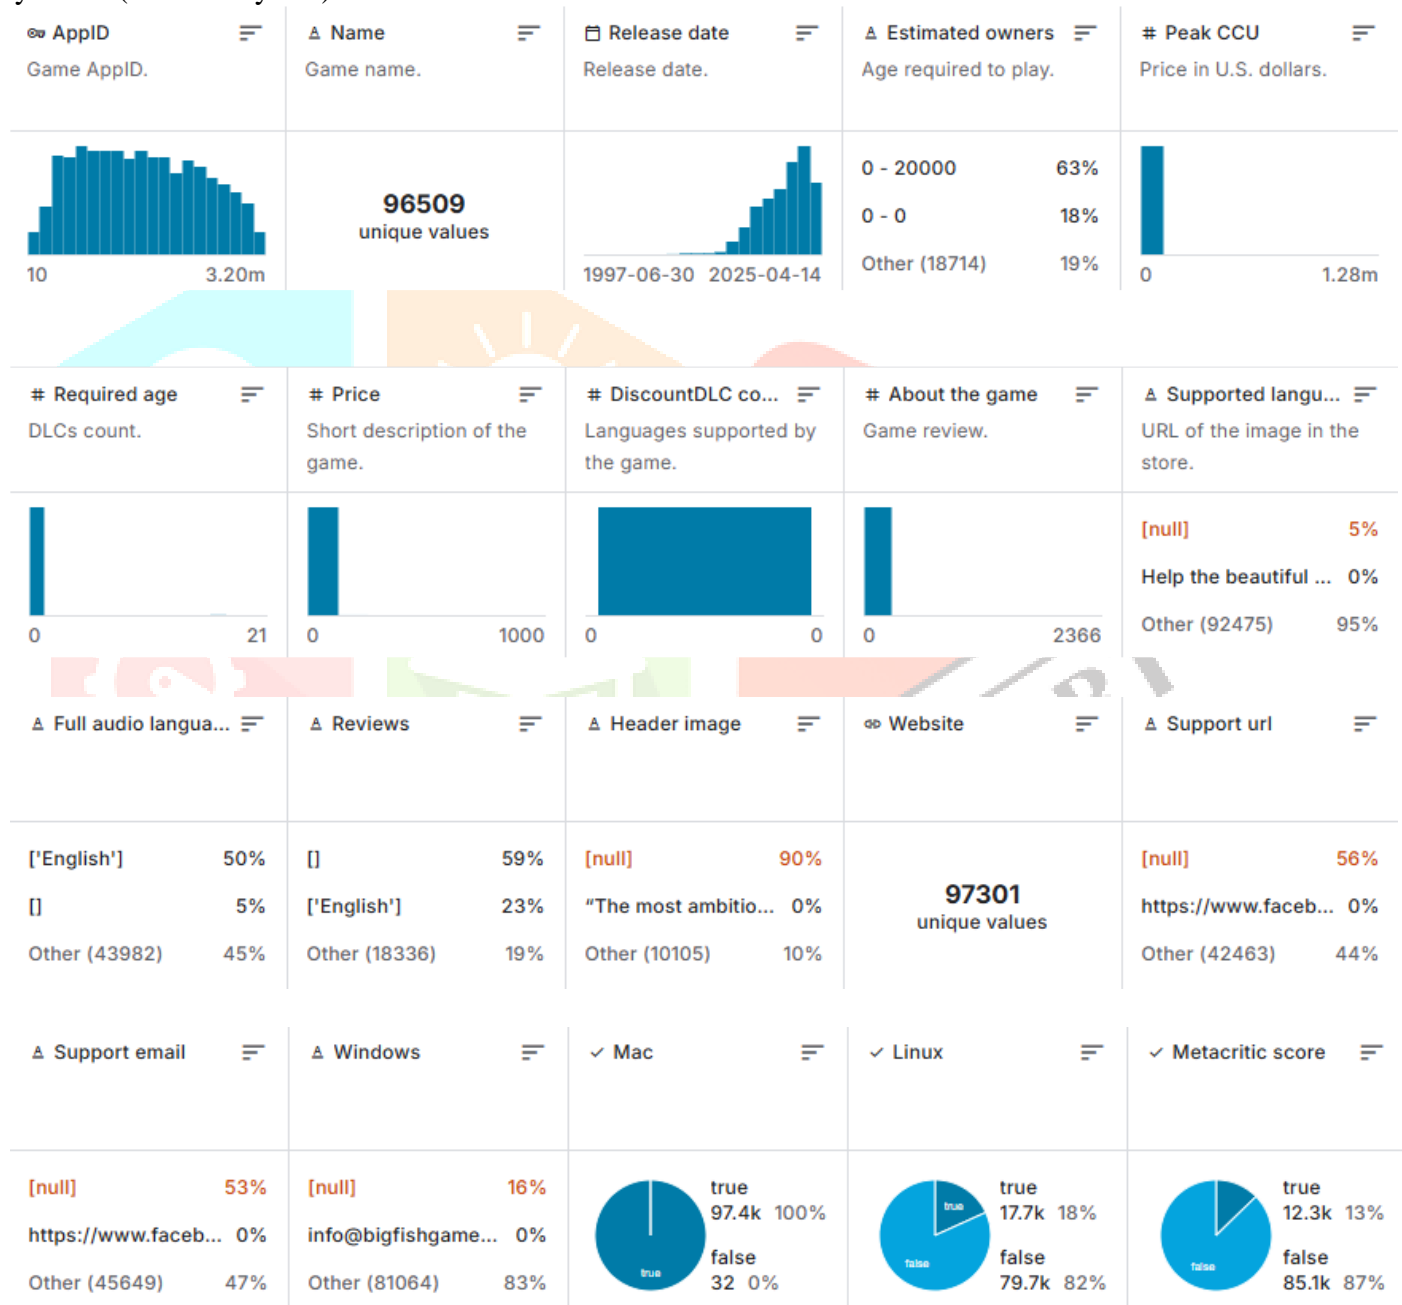 AppID
Name
Release date
Estimated owners
# Peak CCU
Game AppID.
Game name.
Release date.
Age required to play.
Price in U.S. dollars.
10 3.20m
96509
unique values
1997-06-30 2025-04-14
0 - 20000 63%
0 - 0 18%
Other (18714) 19%
0 1.28m
# Required age
# Price
# DiscountDLC co...
# About the game
Supported langu...
DLCs count.
Short description of the
game.
Languages supported by
the game.
Game review.
URL of the image in the
store.
0 21
0 1000
0 0
0 2366
[null] 5%
Help the beautiful ... 0%
Other (92475) 95%
Full audio langua...
Reviews
Header image
Website
Support url
['English'] 50%
[] 5%
Other (43982) 45%
[] 59%
['English'] 23%
Other (18336) 19%
[null] 90%
“The most ambitio... 0%
Other (10105) 10%
97301
unique values
[null] 56%
https://www.faceb... 0%
Other (42463) 44%
Support email
Windows
Mac
Linux
Metacritic score
[null] 53%
https://www.faceb... 0%
Other (45649) 47%
[null] 16%
info@bigfishgame... 0%
Other (81064) 83%
true
true
97.4k 100%
false
32 0%
true
false
true
17.7k 18%
false
79.7k 82%
false
true
12.3k 13%
false
85.1k 87%